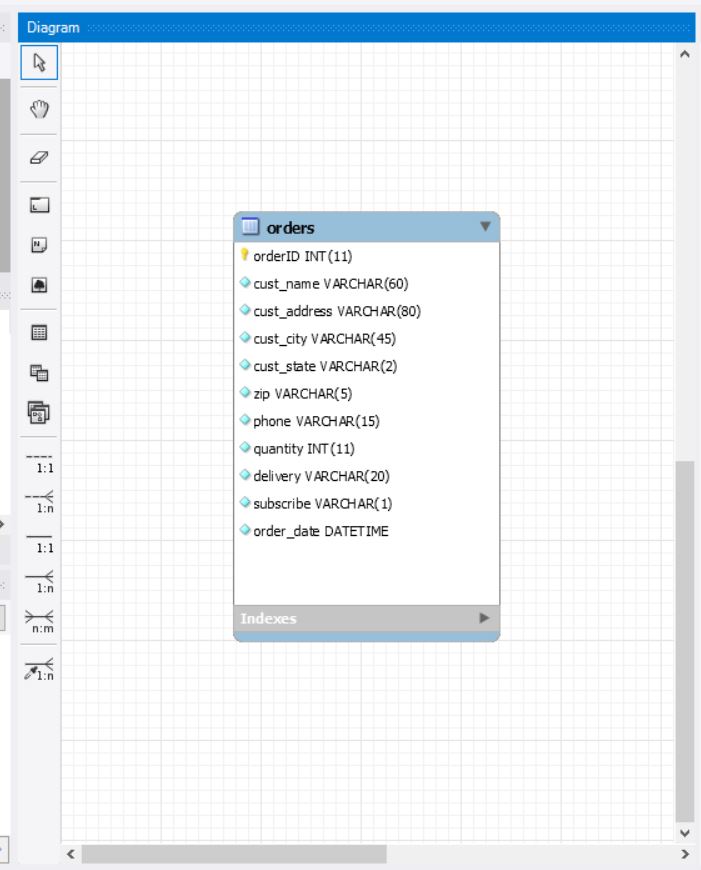 Diagram
orders
orderID INT(11)
cust_name VARCHAR(60)
cust_address VARCHAR(80)
cust_city VARCHAR(45)
cust_state VARCHAR(2)
zip VARCHAR(5)
phone VARCHAR(15)
quantity INT(11)
delivery VARCHAR(20)
subscribe VARCHAR(1)
order_date DATETIME
Indexes
1:1
1:n
1:1
1:n
n:m
1:n